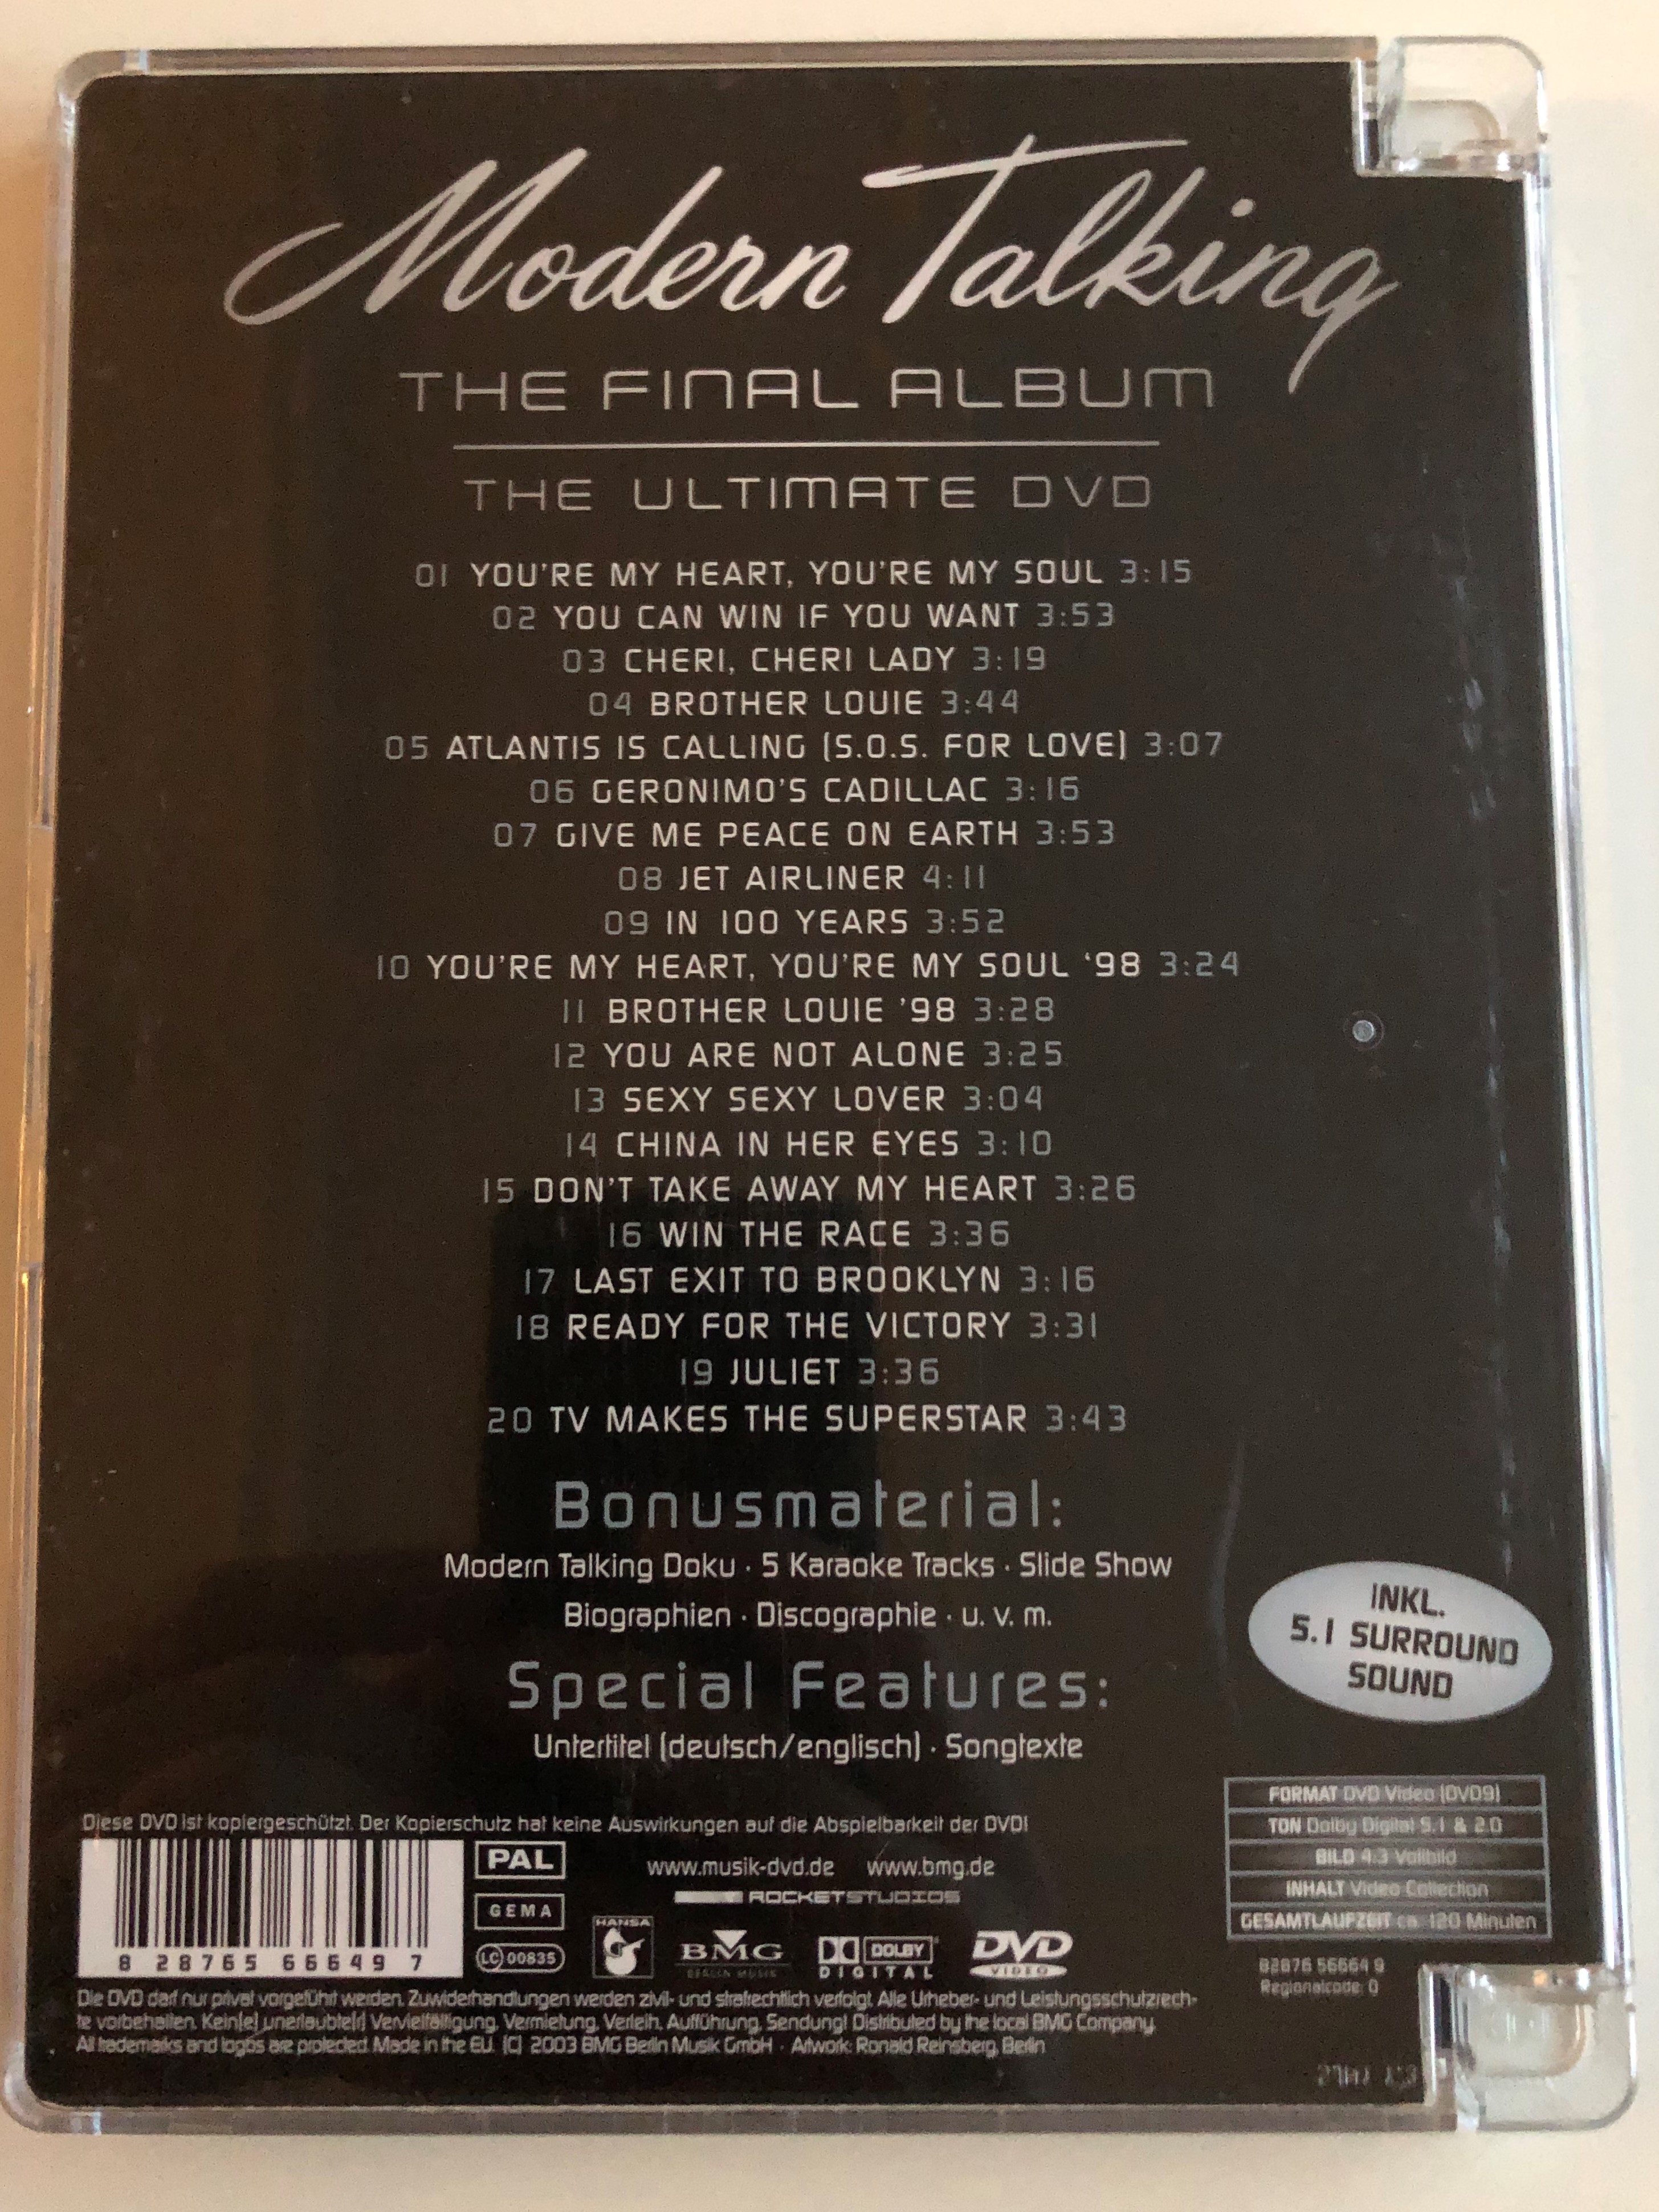 Modern Talking
THE FINAL ALBUM
THE ULTIMATE DVD
01 YOU'RE MY HEART, YOU'RE MY SOUL 3:15
02 YOU CAN WIN IF YOU WANT 3:53
03 CHERI, CHERI LADY 3:19
04 BROTHER LOUIE 3:44
05 ATLANTIS IS CALLING (S.O.S. FOR LOVE) 3:07
06 GERONIMO'S CADILLAC 3:16
07 GIVE ME PEACE ON EARTH 3:53
08 JET AIRLINER 4:11
09 IN 100 YEARS 3:52
10 YOU'RE MY HEART, YOU'RE MY SOUL '98 3:24
11 BROTHER LOUIE '98 3:28
12 YOU ARE NOT ALONE 3:25
13 SEXY SEXY LOVER 3:04
14 CHINA IN HER EYES 3:10
15 DON'T TAKE AWAY MY HEART 3:26
16 WIN THE RACE 3:36
17 LAST EXIT TO BROOKLYN 3:16
18 READY FOR THE VICTORY 3:31
19 JULIET 3:36
20 TV MAKES THE SUPERSTAR 3:43
Bonusmaterial:
Modern Talking Doku · 5 Karaoke Tracks · Slide Show
Biographien · Discographie · u. v. m.
Special Features:
Untertitel (deutsch/englisch) · Songtexte
INKL.
5.1 SURROUND
SOUND
FORMAT DVD Video (DVD9)
TON Dolby Digital 5.1 & 2.0
BILD 4:3 Vollbild
INHALT Video Collection
GESAMTLAUFZEIT ca. 120 Minuten
82876 56664 9
Regionalcode: 0
Diese DVD ist kopiergeschützt. Der Kopierschutz hat keine Auswirkungen auf die Abspielbarkeit der DVD!
8 28765 66649 7
PAL
GEMA
LC 00835
www.musik-dvd.de www.bmg.de
ROCKETSTUDIOS
HANSA
BMG
BERLIN MUSIK
DOLBY
DIGITAL
DVD
VIDEO
Die DVD darf nur privat vorgeführt werden. Zuwiderhandlungen werden zivil- und strafrechtlich verfolgt. Alle Urheber- und Leistungsschutzrech-
te vorbehalten. Kein(e) unerlaubte(r) Vervielfältigung, Vermietung, Verleih, Aufführung, Sendung! Distributed by the local BMG Company.
All trademarks and logos are protected. Made in the EU. (C) 2003 BMG Berlin Musik GmbH · Artwork: Ronald Reinsberg, Berlin